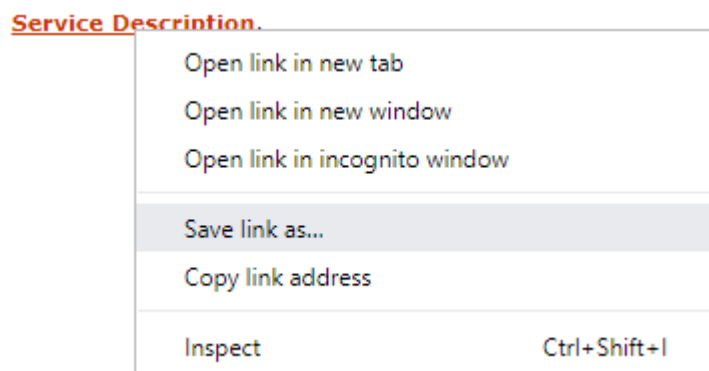 Service Description.
Open link in new tab
Open link in new window
Open link in incognito window
Save link as...
Copy link address
Inspect Ctrl+Shift+I